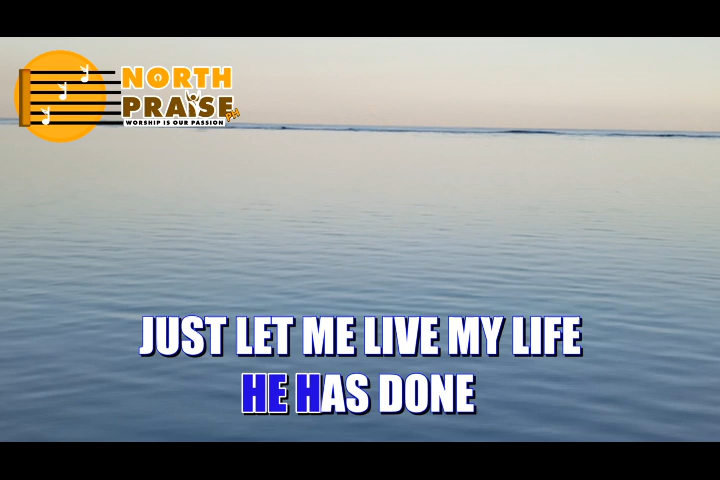 NORTH
PRAISE PH
WORSHIP IS OUR PASSION
JUST LET ME LIVE MY LIFE
HE HAS DONE